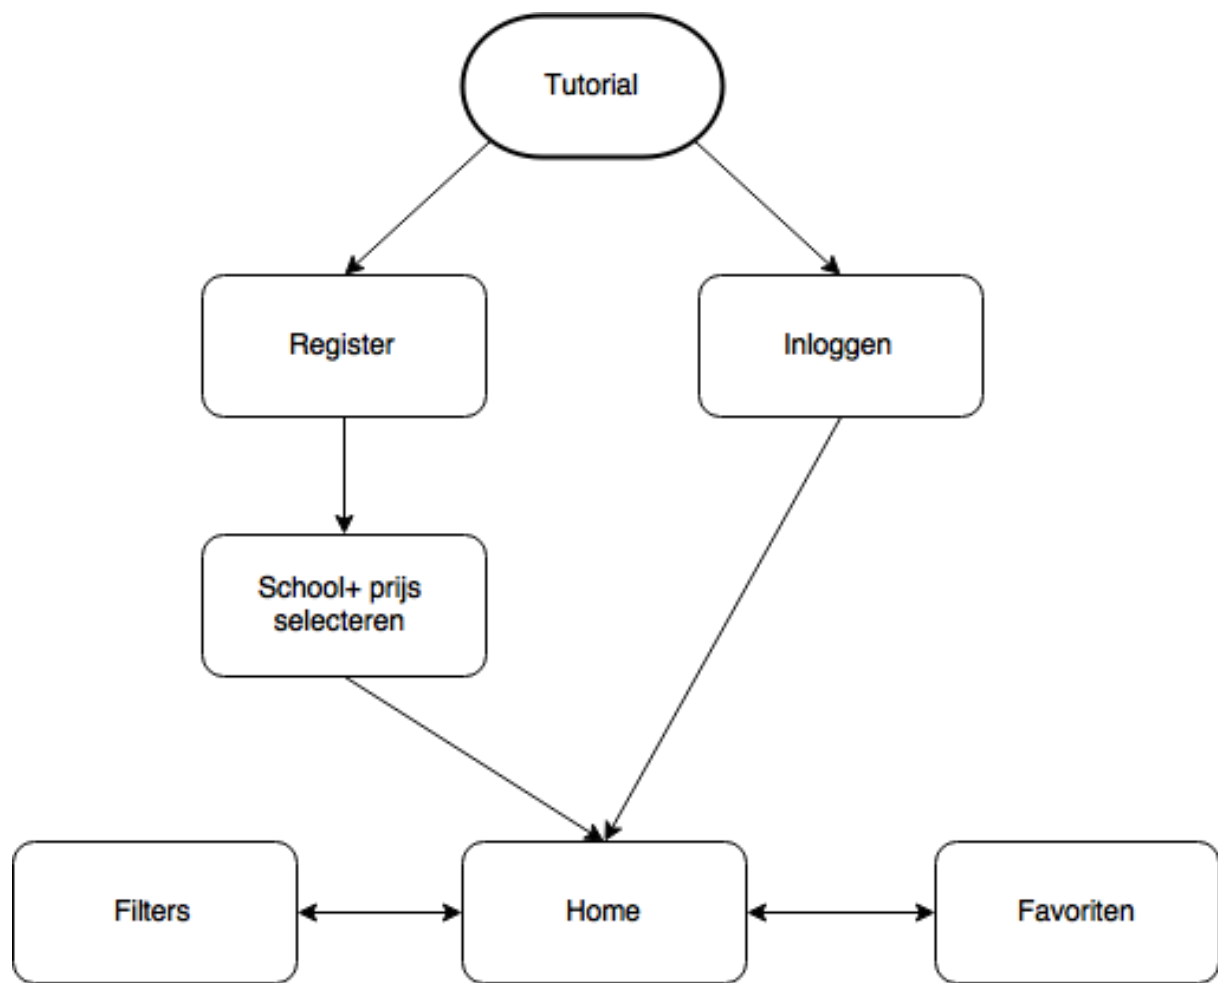 Tutorial
Register
Inloggen
School+ prijs
selecteren
Filters
Home
Favoriten